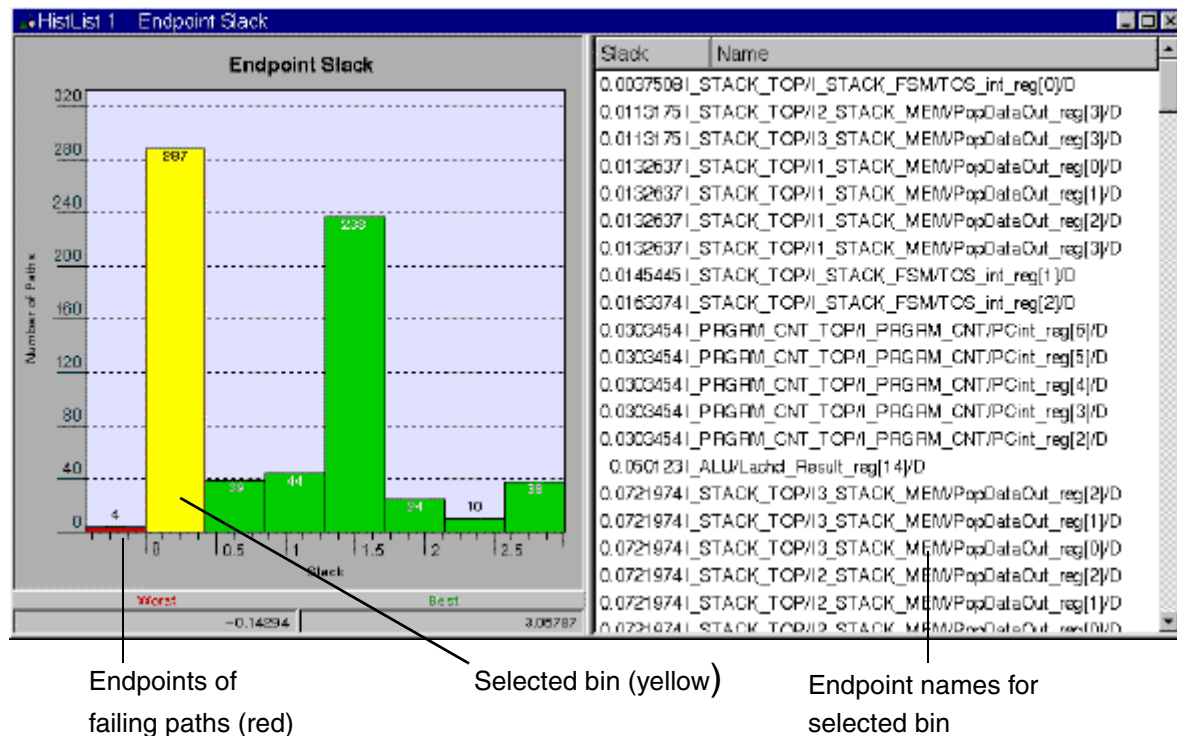 HistList 1 Endpoint Slack
Endpoint Slack
320
280
240
200
160
120
80
40
0
Number of Paths
4
287
39
44
238
24
10
38
0
0.5
1
1.5
2
2.5
Slack
Worst
Best
-0.14294
3.05787
Slack Name
0.0037508 I_STACK_TOP/I_STACK_FSM/TOS_int_reg[0]/D
0.0113175 I_STACK_TOP/I2_STACK_MEM/PopDataOut_reg[3]/D
0.0113175 I_STACK_TOP/I3_STACK_MEM/PopDataOut_reg[3]/D
0.0132637 I_STACK_TOP/I1_STACK_MEM/PopDataOut_reg[0]/D
0.0132637 I_STACK_TOP/I1_STACK_MEM/PopDataOut_reg[1]/D
0.0132637 I_STACK_TOP/I1_STACK_MEM/PopDataOut_reg[2]/D
0.0132637 I_STACK_TOP/I1_STACK_MEM/PopDataOut_reg[3]/D
0.0145445 I_STACK_TOP/I_STACK_FSM/TOS_int_reg[1]/D
0.0163374 I_STACK_TOP/I_STACK_FSM/TOS_int_reg[2]/D
0.0303454 I_PRGRM_CNT_TOP/I_PRGRM_CNT/PCint_reg[6]/D
0.0303454 I_PRGRM_CNT_TOP/I_PRGRM_CNT/PCint_reg[5]/D
0.0303454 I_PRGRM_CNT_TOP/I_PRGRM_CNT/PCint_reg[4]/D
0.0303454 I_PRGRM_CNT_TOP/I_PRGRM_CNT/PCint_reg[3]/D
0.0303454 I_PRGRM_CNT_TOP/I_PRGRM_CNT/PCint_reg[2]/D
0.060123 I_ALU/Lachd_Result_reg[14]/D
0.0721974 I_STACK_TOP/I3_STACK_MEM/PopDataOut_reg[2]/D
0.0721974 I_STACK_TOP/I3_STACK_MEM/PopDataOut_reg[1]/D
0.0721974 I_STACK_TOP/I3_STACK_MEM/PopDataOut_reg[0]/D
0.0721974 I_STACK_TOP/I2_STACK_MEM/PopDataOut_reg[2]/D
0.0721974 I_STACK_TOP/I2_STACK_MEM/PopDataOut_reg[1]/D
0.0721974 I_STACK_TOP/I2_STACK_MEM/PopDataOut_reg[0]/D
Endpoints of
failing paths (red)
Selected bin (yellow)
Endpoint names for
selected bin